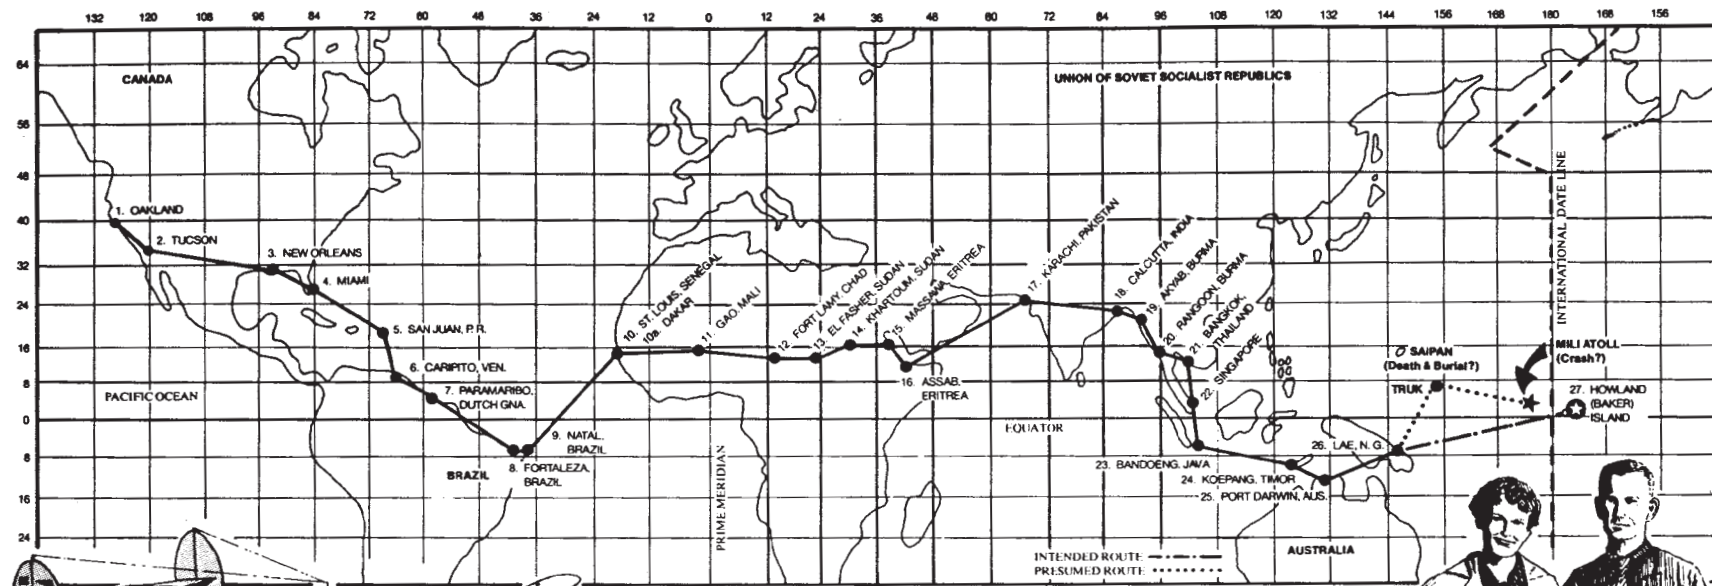 132 120 108 96 84 72 60 48 36 24 12 0 12 24 36 48 60 72 84 96 108 120 132 144 156 168 180 168 156
64
56
48
40
32
24
16
8
0
8
16
24
CANADA
UNION OF SOVIET SOCIALIST REPUBLICS
1. OAKLAND
2. TUCSON
3. NEW ORLEANS
4. MIAMI
5. SAN JUAN, P.R.
6. CARIPITO, VEN.
7. PARAMARIBO,
DUTCH GNA.
8. FORTALEZA,
BRAZIL
9. NATAL,
BRAZIL
BRAZIL
PACIFIC OCEAN
10. ST. LOUIS, SENEGAL
10a. DAKAR
11. GAO, MALI
12. FORT LAMY, CHAD
13. EL FASHER, SUDAN
14. KHARTOUM, SUDAN
15. MASSAWA, ERITREA
16. ASSAB,
ERITREA
17. KARACHI, PAKISTAN
18. CALCUTTA, INDIA
19. AKYAB, BURMA
20. RANGOON, BURMA
21. BANGKOK,
THAILAND
22. SINGAPORE
23. BANDOENG, JAVA
24. KOEPANG, TIMOR
25. PORT DARWIN, AUS.
26. LAE, N.G.
27. HOWLAND
(BAKER)
ISLAND
SAIPAN
(Death & Burial?)
TRUK
MILI ATOLL
(Crash?)
INTERNATIONAL DATE LINE
EQUATOR
PRIME MERIDIAN
AUSTRALIA
INTENDED ROUTE
PRESUMED ROUTE